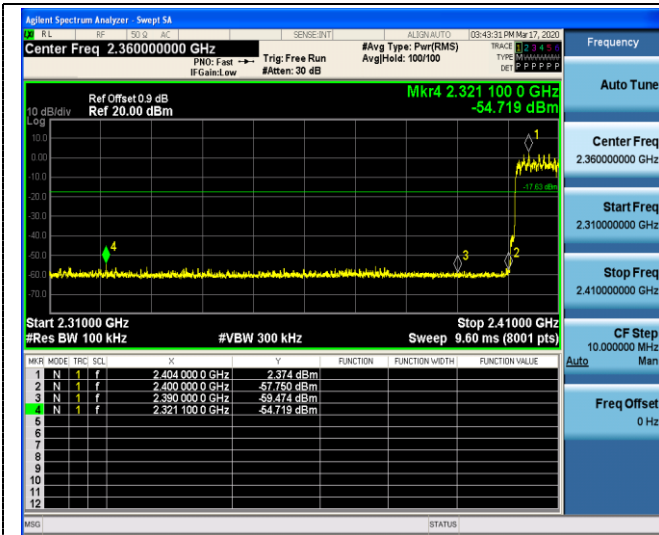 Agilent Spectrum Analyzer - Swept SA
LXI RL RF 50 Ω AC SENSE:INT ALIGNAUTO 03:43:31 PM Mar 17, 2020
Center Freq 2.360000000 GHz #Avg Type: Pwr(RMS) TRACE 1 2 3 4 5 6
PNO: Fast Trig: Free Run Avg|Hold: 100/100 TYPE M
IFGain:Low #Atten: 30 dB DET P P P P P P
Frequency
Auto Tune
Center Freq
2.360000000 GHz
Start Freq
2.310000000 GHz
Stop Freq
2.410000000 GHz
CF Step
10.000000 MHz
Auto Man
Freq Offset
0 Hz
Mkr4 2.321 100 0 GHz
-54.719 dBm
Ref Offset 0.9 dB
10 dB/div Ref 20.00 dBm
Log
10.0
0.00
-10.0
-20.0
-30.0
-40.0
-50.0
-60.0
-70.0
1
-17.63 dBm
4
3
2
Start 2.31000 GHz Stop 2.41000 GHz
#Res BW 100 kHz #VBW 300 kHz Sweep 9.60 ms (8001 pts)
MKR MODE TRC SCL X Y FUNCTION FUNCTION WIDTH FUNCTION VALUE
1 N 1 f 2.404 000 0 GHz 2.374 dBm
2 N 1 f 2.400 000 0 GHz -57.750 dBm
3 N 1 f 2.390 000 0 GHz -59.474 dBm
4 N 1 f 2.321 100 0 GHz -54.719 dBm
5
6
7
8
9
10
11
12
MSG STATUS